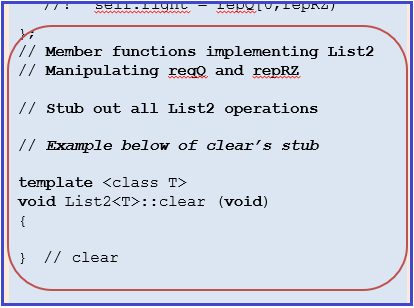 //! self.right = repQ[0,repRZ)
};
// Member functions implementing List2
// Manipulating reqQ and repRZ
// Stub out all List2 operations
// Example below of clear’s stub
template <class T>
void List2<T>::clear (void)
{
} // clear